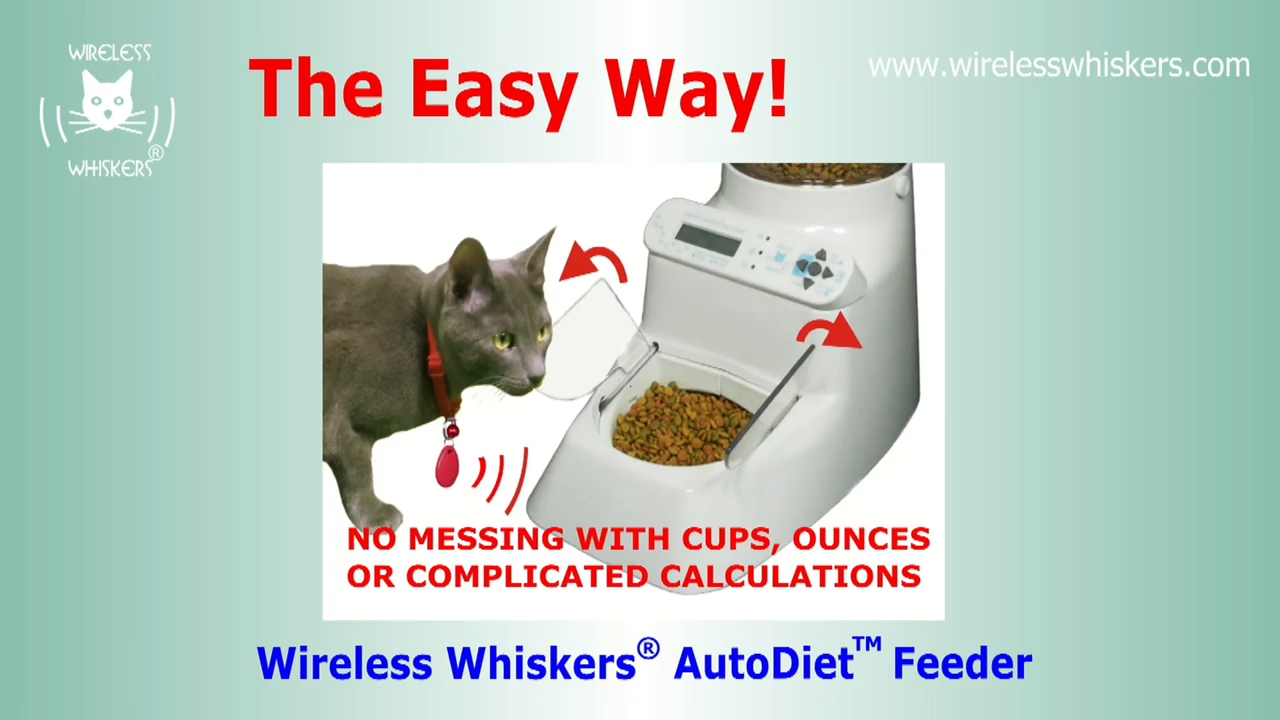 WIRELESS
WHISKERS®
The Easy Way!
www.wirelesswhiskers.com
NO MESSING WITH CUPS, OUNCES
OR COMPLICATED CALCULATIONS
Wireless Whiskers® AutoDiet™ Feeder